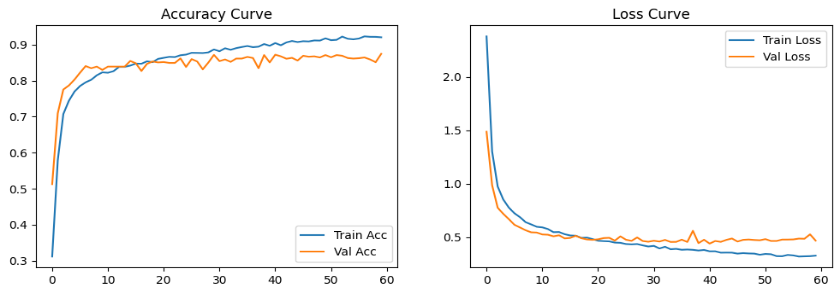 Accuracy Curve
0.9
0.8
0.7
0.6
0.5
0.4
0.3
0 10 20 30 40 50 60
Train Acc
Val Acc
Loss Curve
2.0
1.5
1.0
0.5
0 10 20 30 40 50 60
Train Loss
Val Loss